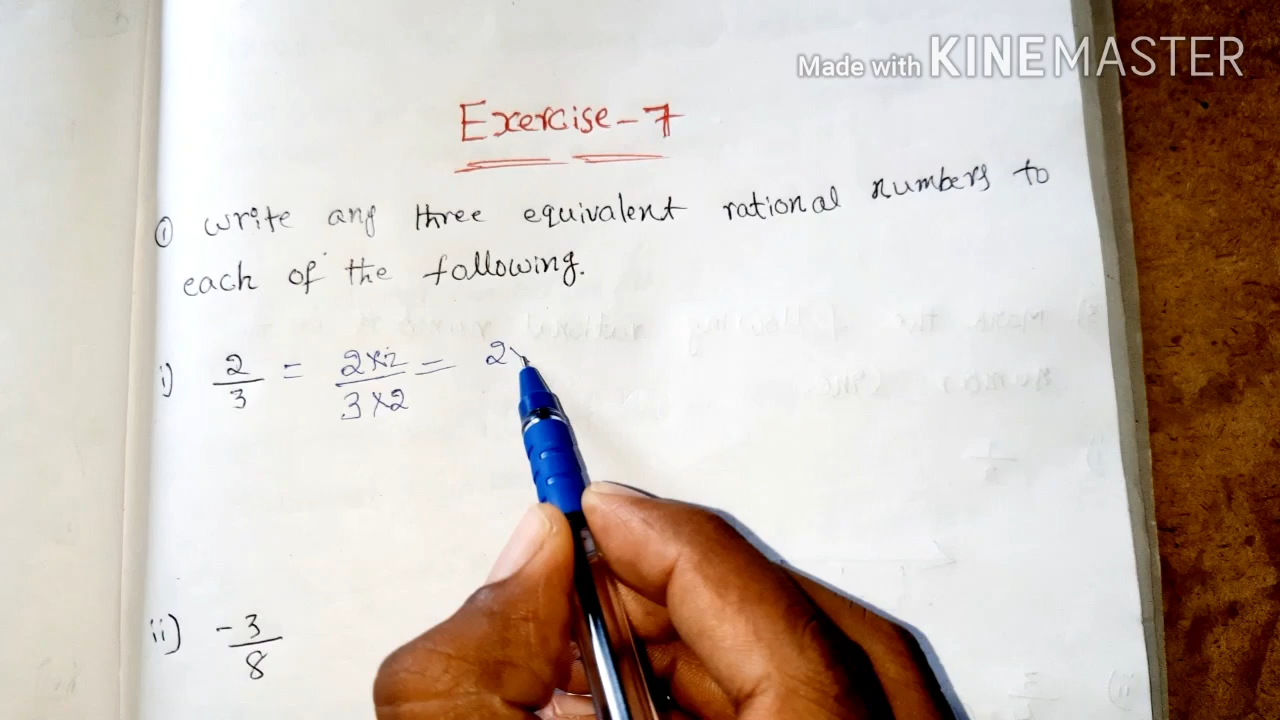 Made with KINEMASTER
Exercise-7
① write any three equivalent rational numbers to
each of the following.
i) 2/3 = 2×2/3×2 = 2×
ii) -3/8